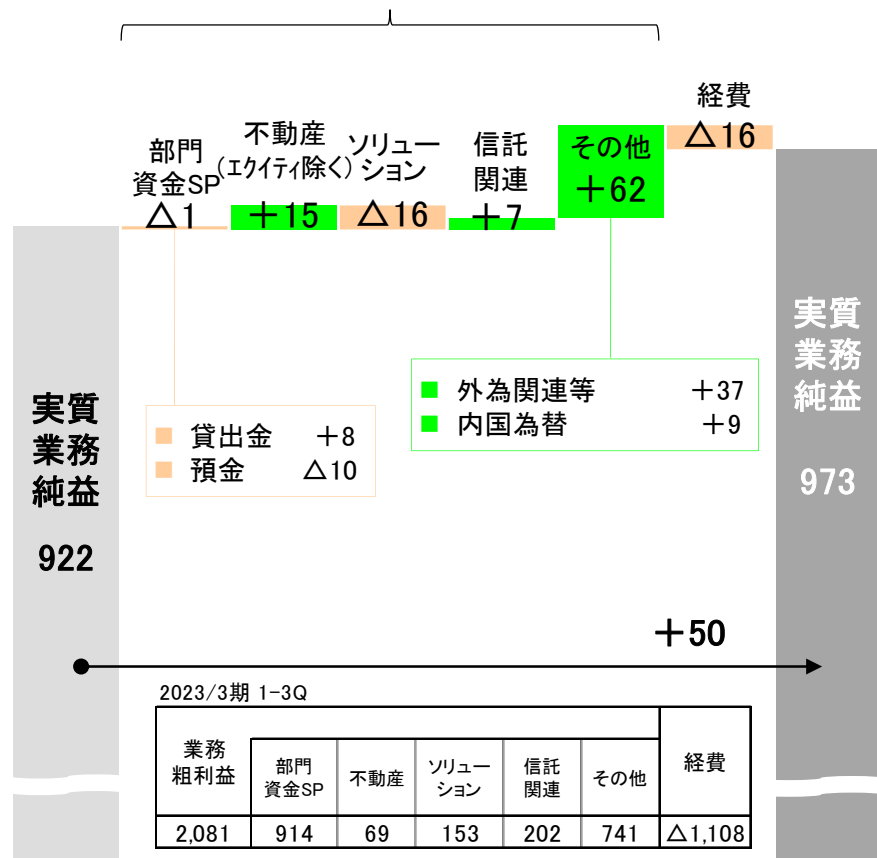 部門
資金SP
△1
不動産
(エクイティ除く)
+15
ソリュー
ション
△16
信託
関連
+7
その他
+62
経費
△16
実質
業務
純益
922
■ 貸出金 +8
■ 預金 △10
■ 外為関連等 +37
■ 内国為替 +9
実質
業務
純益
973
+50
2023/3期 1-3Q
業務
粗利益
部門
資金SP
不動産
ソリュー
ション
信託
関連
その他
経費
2,081 914 69 153 202 741 △1,108